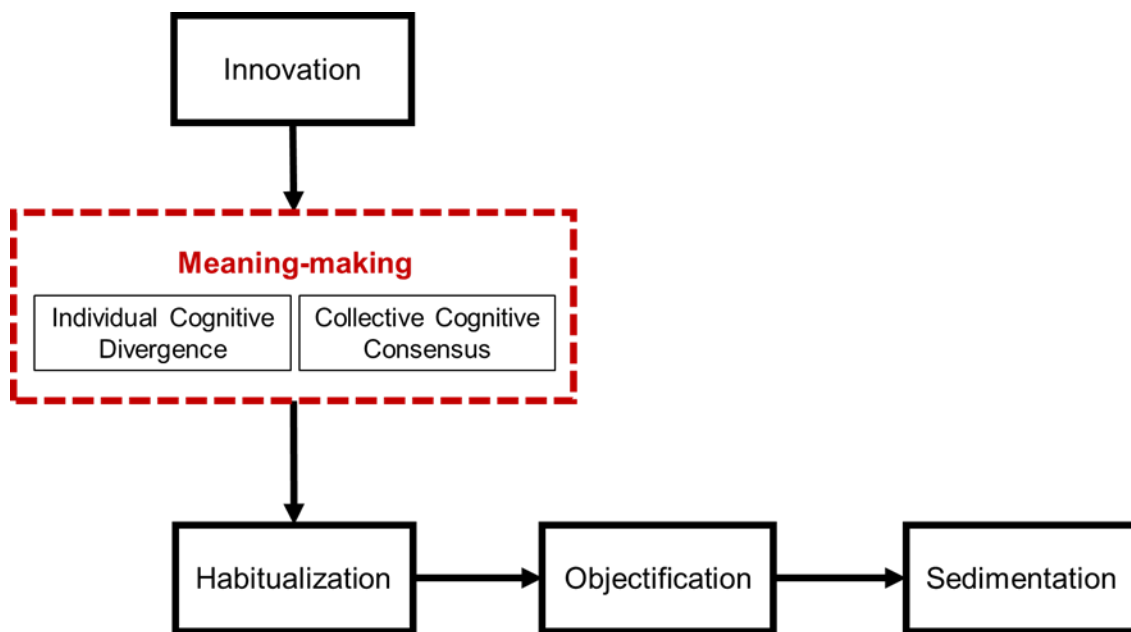 Innovation
Meaning-making
Individual Cognitive
Divergence
Collective Cognitive
Consensus
Habitualization
Objectification
Sedimentation